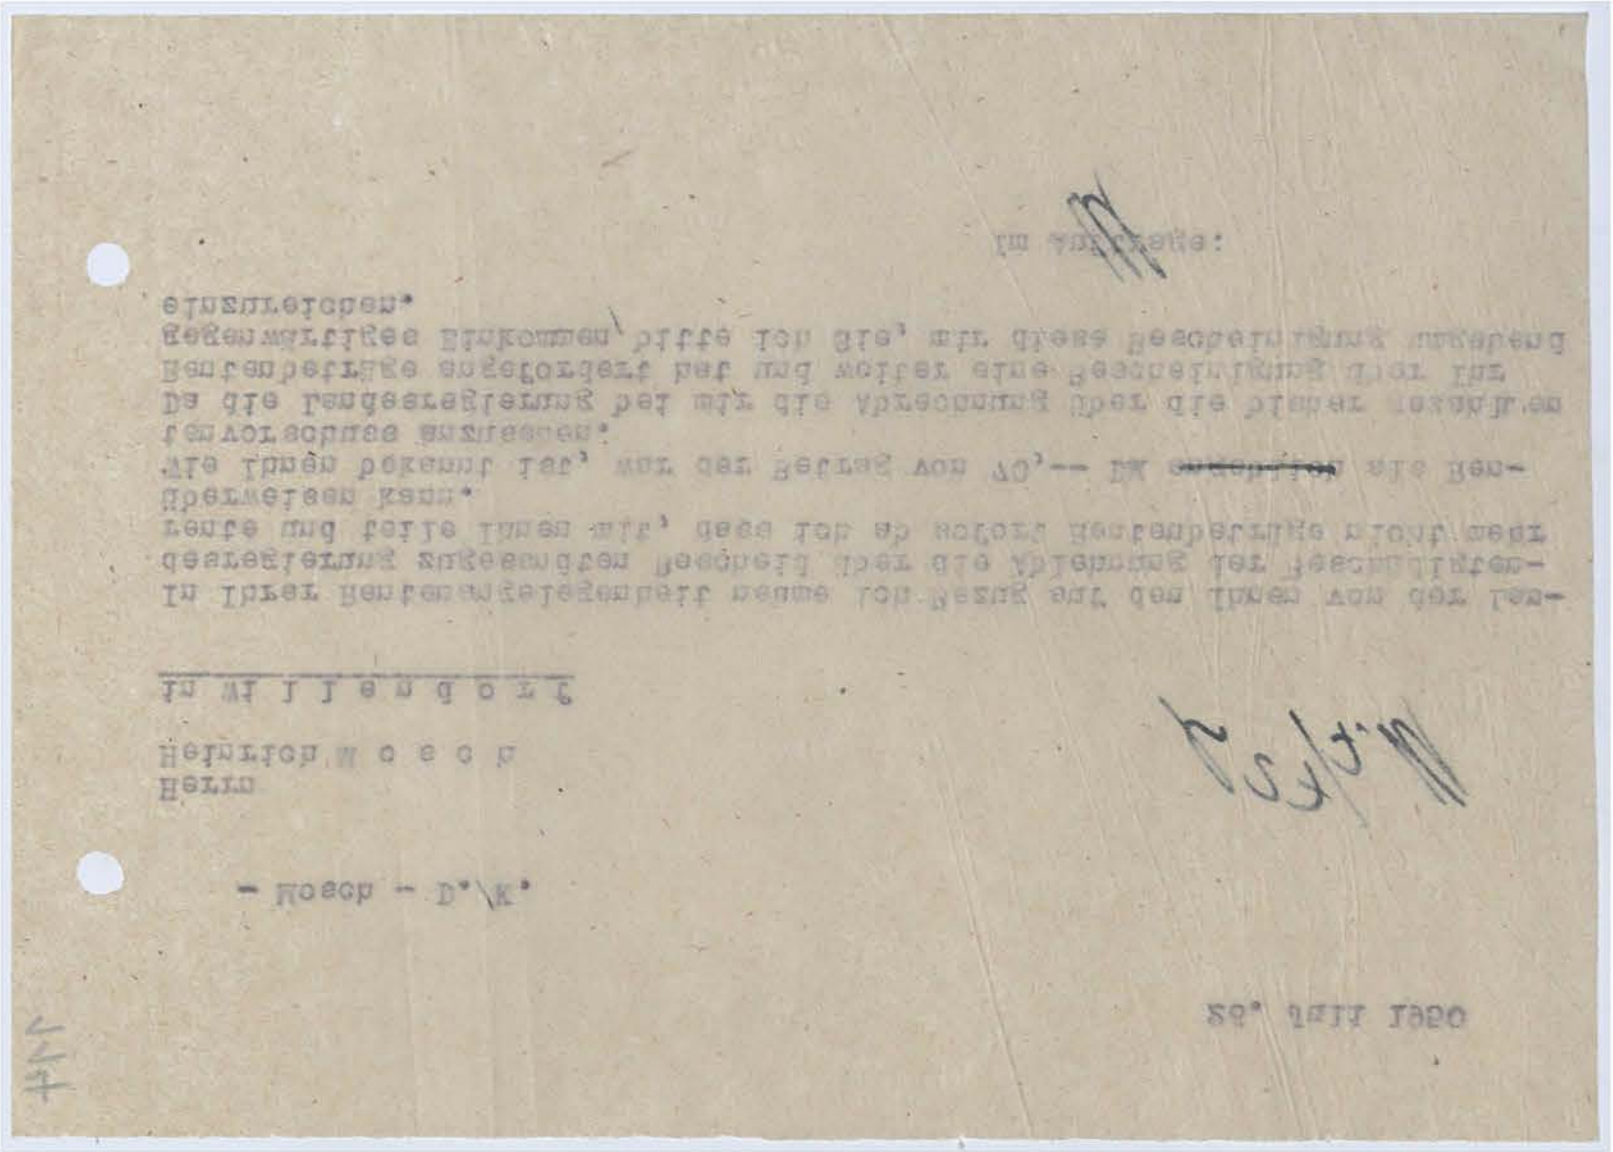 26. Juli 1950
- Mosch - D./K.
Herrn
Heinrich M o s c h
in W i l l e n d o r f
In Ihrer Rentenangelegenheit nehme ich Bezug auf den Ihnen von der Lan-
desregierung zugesandten Bescheid über die Ablehnung der Beschädigten-
rente und teile Ihnen mit, dass ich ab sofort Rentenbeträge nicht mehr
überweisen kann.
Wie Ihnen bekannt ist, war der Betrag von 70,-- DM als Ren-
tenvorschuss anzusehen.
Da die Landesregierung bei mir die Abrechnung über die bisher gezahlten
Rentenbeträge angefordert hat und weiter eine Bescheinigung über Ihr
gegenwärtiges Einkommen, bitte ich Sie, mir diese Bescheinigung umgehend
einzureichen.
Im Auftrage: